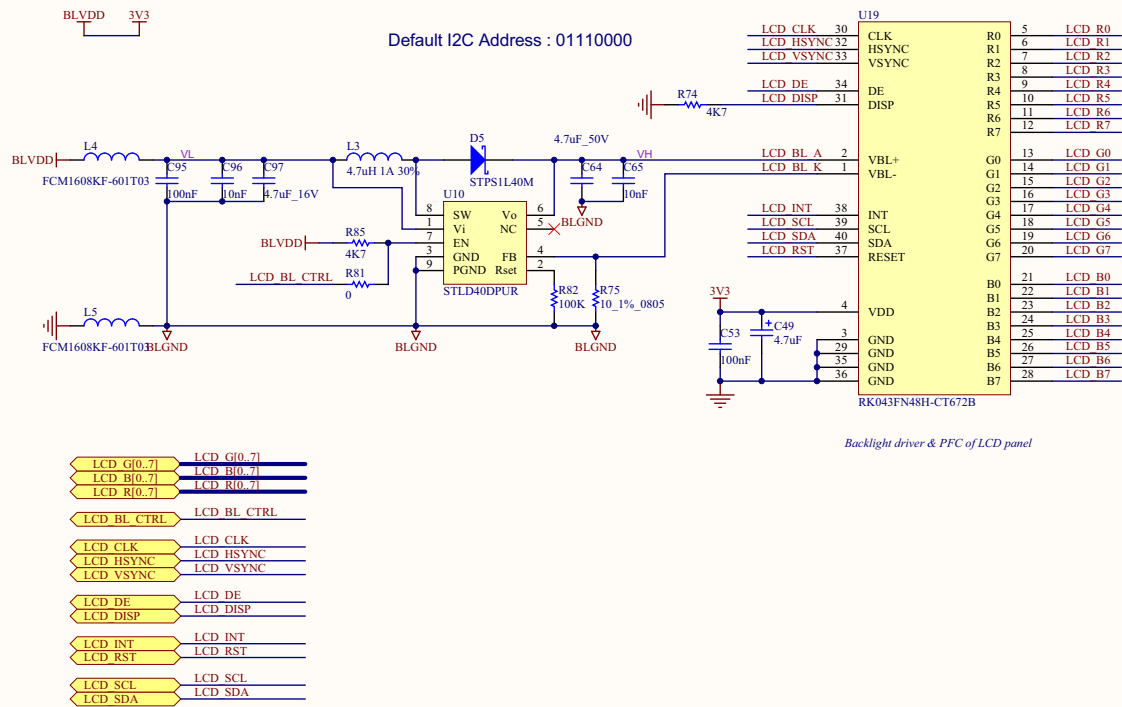 BLVDD 3V3
Default I2C Address : 01110000
BLVDD
L4
FCM1608KF-601T03
VL
C95
100nF
C96
10nF
C97
4.7uF_16V
L3
4.7uH 1A 30%
D5
STPS1L40M
4.7uF_50V
VH
C64
C65
10nF
BLGND
U10
8 SW Vo 6
1 Vi NC 5
7 EN
3 GND FB 4
9 PGND Rset 2
STLD40DPUR
BLVDD
R85
4K7
LCD_BL_CTRL
R81
0
R82
100K
R75
10_1%_0805
L5
FCM1608KF-601T03
BLGND
BLGND
BLGND
R74
4K7
U19
LCD_CLK 30 CLK R0 5 LCD_R0
LCD_HSYNC 32 HSYNC R1 6 LCD_R1
LCD_VSYNC 33 VSYNC R2 7 LCD_R2
R3 8 LCD_R3
LCD_DE 34 DE R4 9 LCD_R4
LCD_DISP 31 DISP R5 10 LCD_R5
R6 11 LCD_R6
R7 12 LCD_R7
LCD_BL_A 2 VBL+ G0 13 LCD_G0
LCD_BL_K 1 VBL- G1 14 LCD_G1
G2 15 LCD_G2
G3 16 LCD_G3
LCD_INT 38 INT G4 17 LCD_G4
LCD_SCL 39 SCL G5 18 LCD_G5
LCD_SDA 40 SDA G6 19 LCD_G6
LCD_RST 37 RESET G7 20 LCD_G7
B0 21 LCD_B0
B1 22 LCD_B1
4 VDD B2 23 LCD_B2
B3 24 LCD_B3
3 GND B4 25 LCD_B4
29 GND B5 26 LCD_B5
35 GND B6 27 LCD_B6
36 GND B7 28 LCD_B7
RK043FN48H-CT672B
3V3
C53
100nF
+
C49
4.7uF
Backlight driver & PFC of LCD panel
LCD_G[0..7] LCD_G[0..7]
LCD_B[0..7] LCD_B[0..7]
LCD_R[0..7] LCD_R[0..7]
LCD_BL_CTRL LCD_BL_CTRL
LCD_CLK LCD_CLK
LCD_HSYNC LCD_HSYNC
LCD_VSYNC LCD_VSYNC
LCD_DE LCD_DE
LCD_DISP LCD_DISP
LCD_INT LCD_INT
LCD_RST LCD_RST
LCD_SCL LCD_SCL
LCD_SDA LCD_SDA